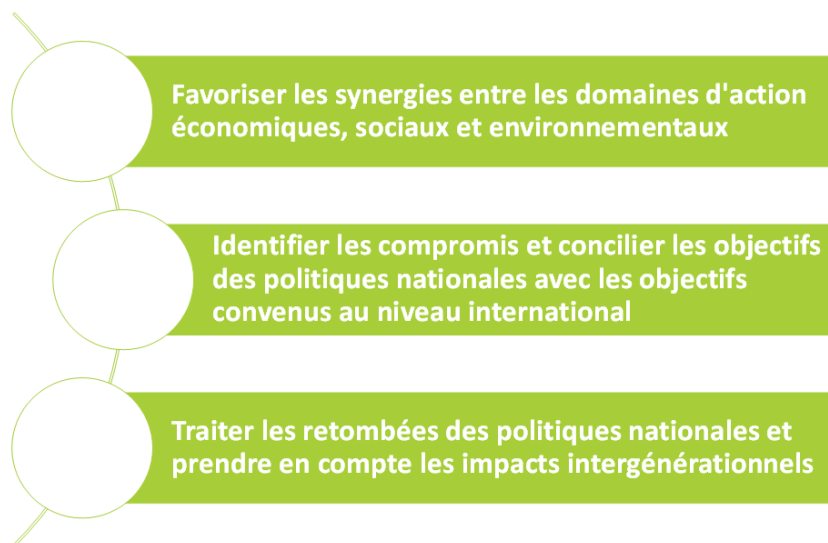 Favoriser les synergies entre les domaines d'action
économiques, sociaux et environnementaux
Identifier les compromis et concilier les objectifs
des politiques nationales avec les objectifs
convenus au niveau international
Traiter les retombées des politiques nationales et
prendre en compte les impacts intergénérationnels